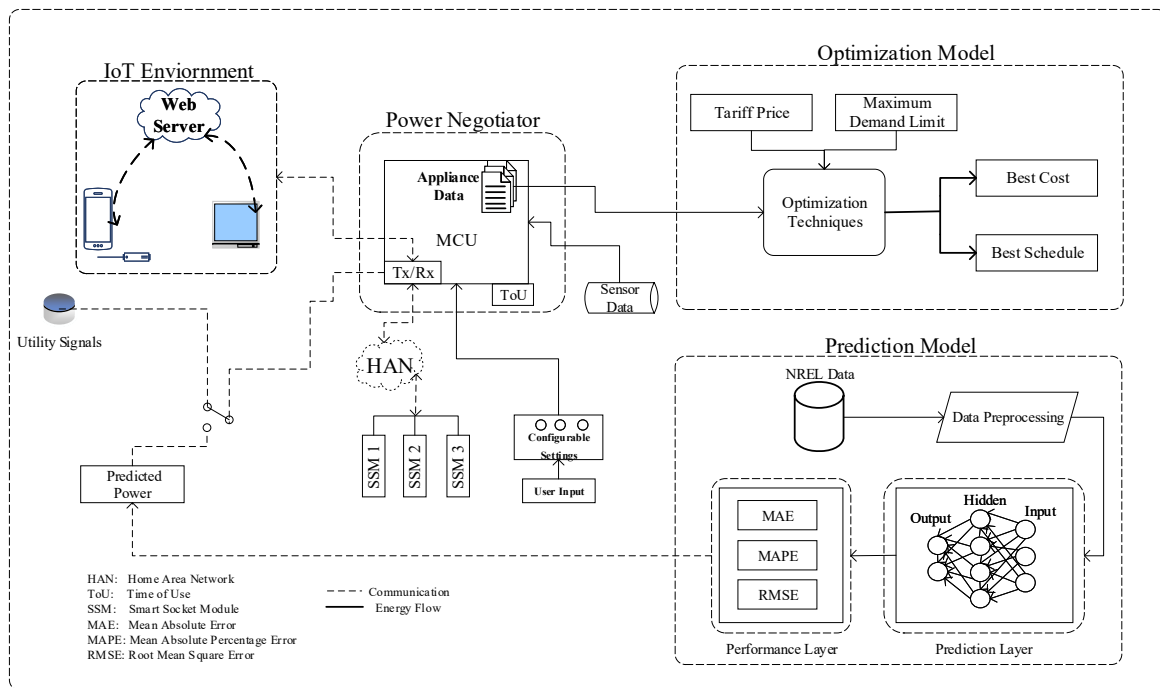 IoT Enviornment
Web
Server
Power Negotiator
Appliance
Data
MCU
Tx/Rx
ToU
Sensor
Data
Optimization Model
Tariff Price
Maximum
Demand Limit
Optimization
Techniques
Best Cost
Best Schedule
Utility Signals
HAN
SSM 1
SSM 2
SSM 3
Configurable
Settings
User Input
Predicted
Power
Prediction Model
NREL Data
Data Preprocessing
MAE
MAPE
RMSE
Performance Layer
Output
Hidden
Input
Prediction Layer
HAN: Home Area Network
ToU: Time of Use
SSM: Smart Socket Module
MAE: Mean Absolute Error
MAPE: Mean Absolute Percentage Error
RMSE: Root Mean Square Error
Communication
Energy Flow